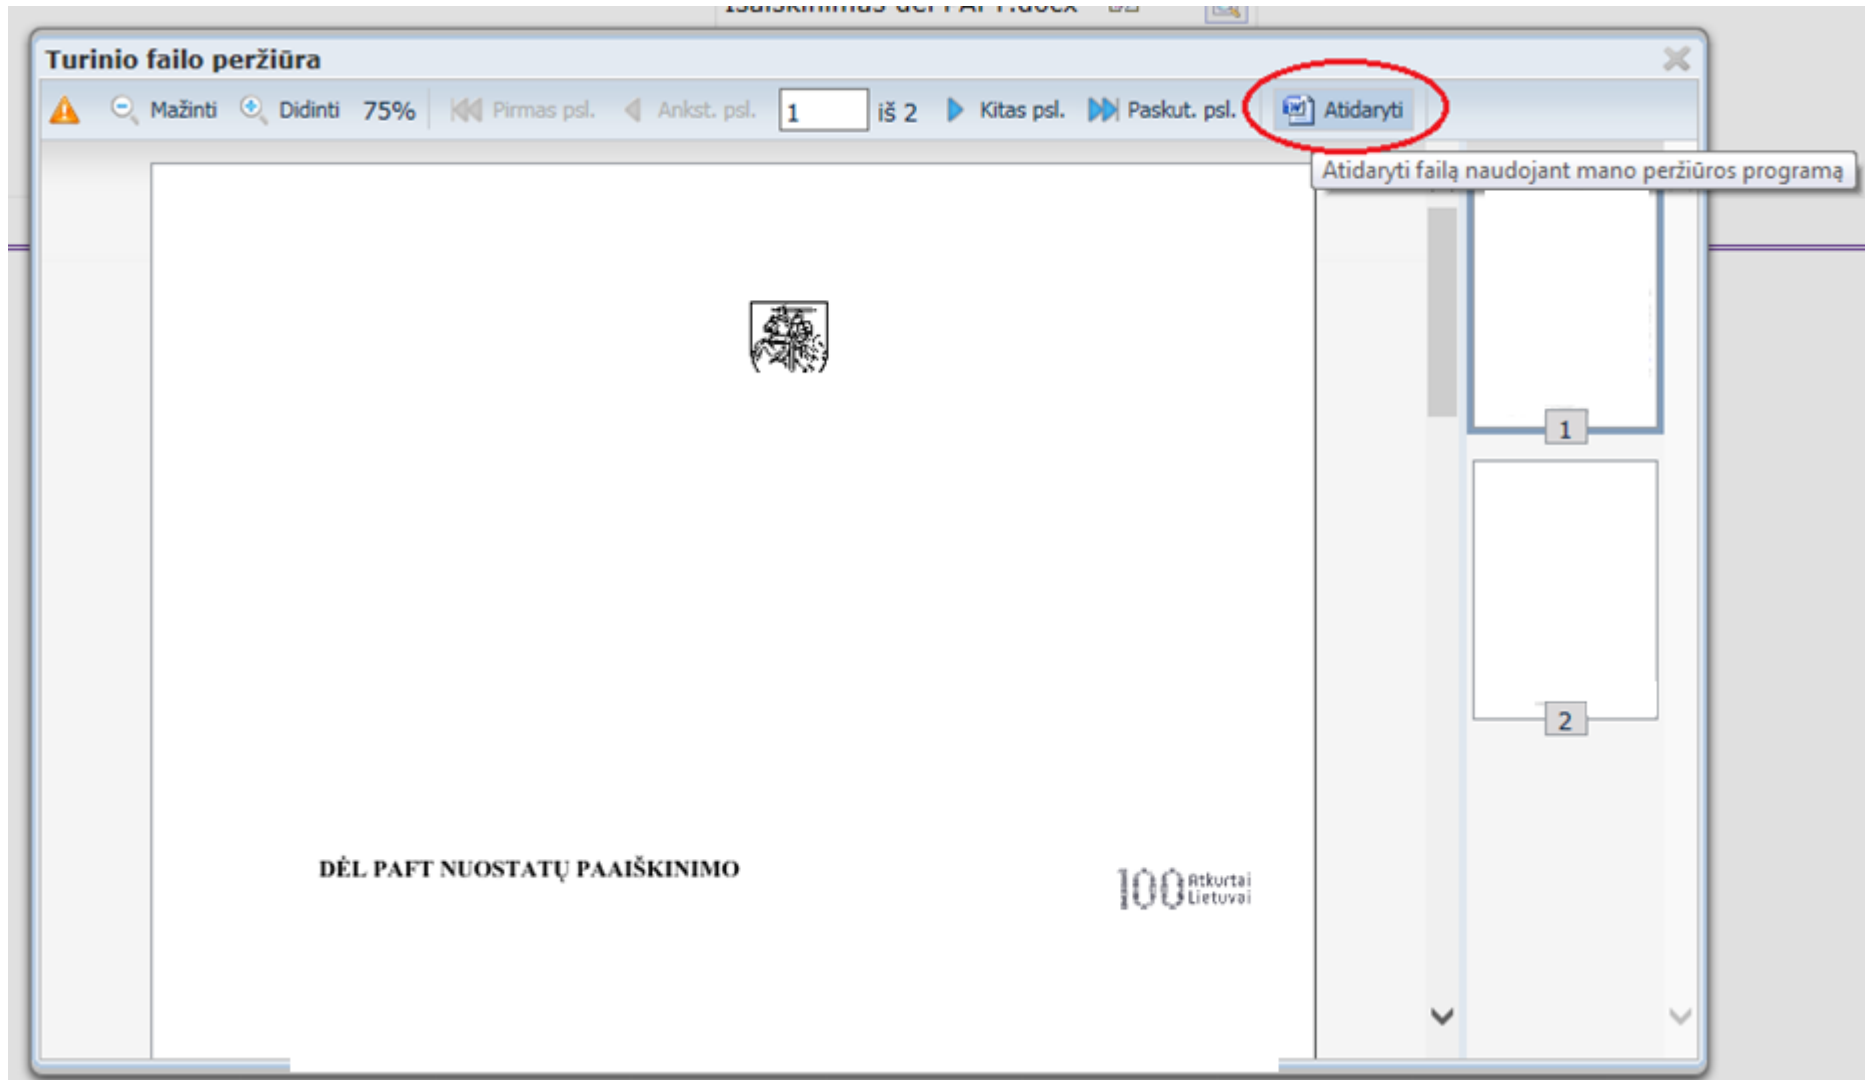 Turinio failo peržiūra
Mažinti Didinti 75% Pirmas psl. Ankst. psl. 1 iš 2 Kitas psl. Paskut. psl. Atidaryti
Atidaryti failą naudojant mano peržiūros programą
1
2
DĖL PAFT NUOSTATŲ PAAIŠKINIMO
100 Atkurtai
Lietuvai